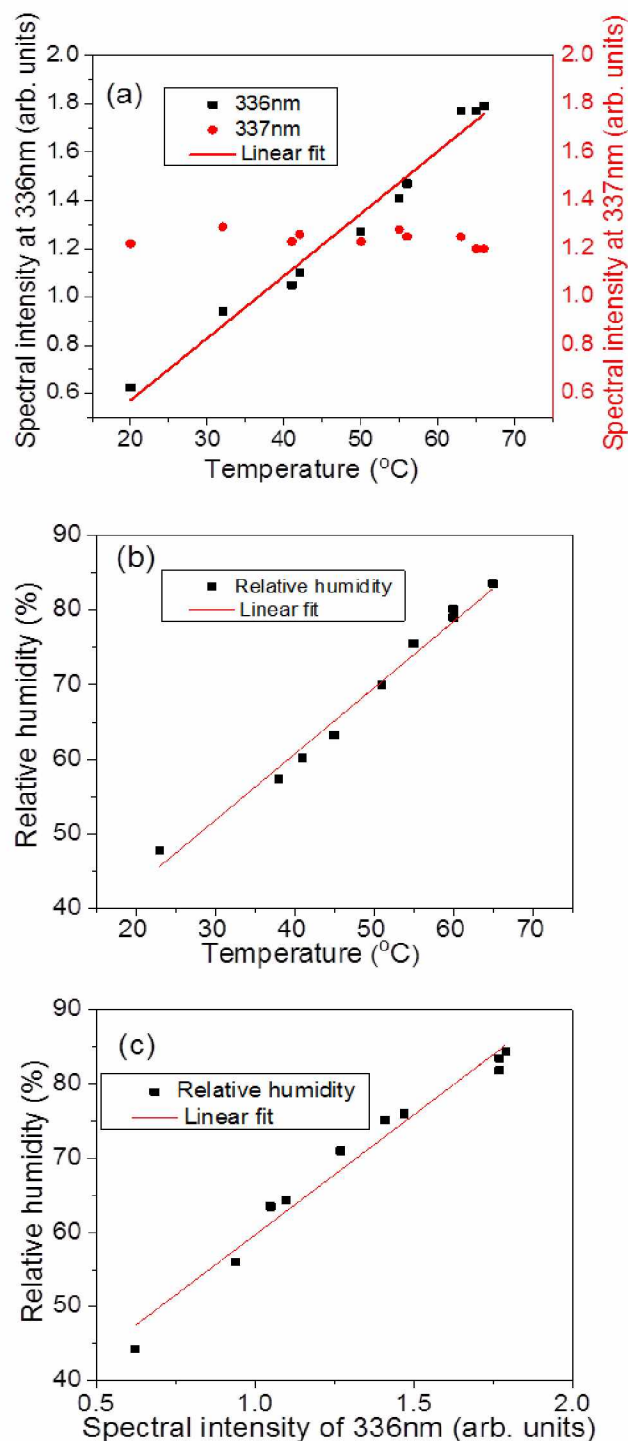 (a)
336nm
337nm
Linear fit
Spectral intensity at 336nm (arb. units)
2.0
1.8
1.6
1.4
1.2
1.0
0.8
0.6
Spectral intensity at 337nm (arb. units)
2.0
1.8
1.6
1.4
1.2
1.0
0.8
0.6
20 30 40 50 60 70
Temperature (°C)
(b)
Relative humidity
Linear fit
Relative humidity (%)
90
80
70
60
50
40
20 30 40 50 60 70
Temperature (°C)
(c)
Relative humidity
Linear fit
Relative humidity (%)
90
80
70
60
50
40
0.5 1.0 1.5 2.0
Spectral intensity of 336nm (arb. units)